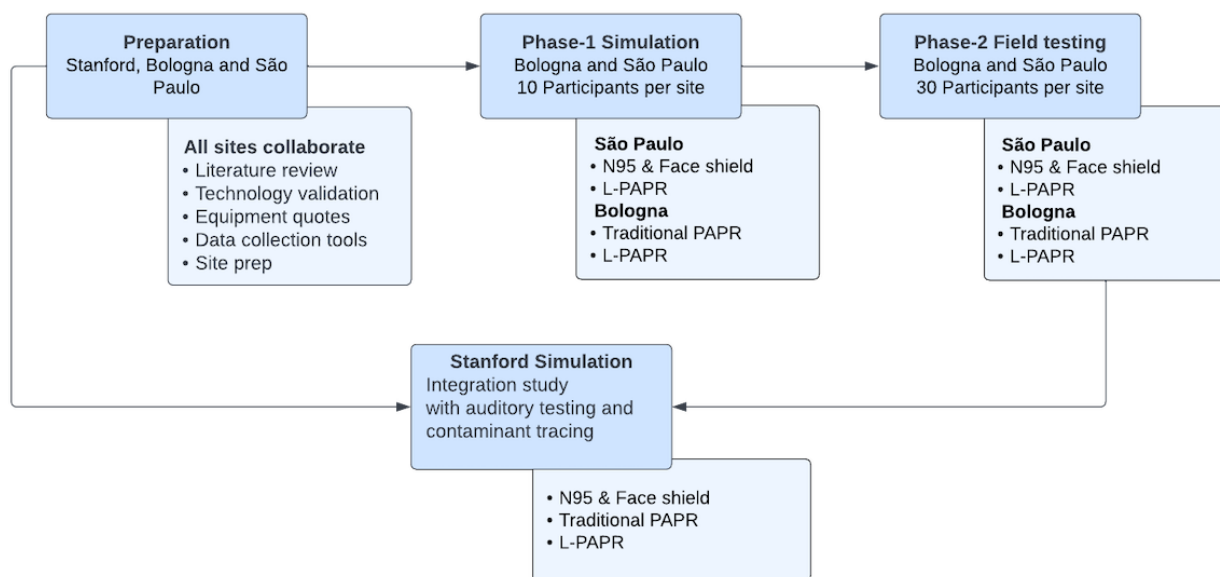 Preparation
Stanford, Bologna and São
Paulo
All sites collaborate
• Literature review
• Technology validation
• Equipment quotes
• Data collection tools
• Site prep
Phase-1 Simulation
Bologna and São Paulo
10 Participants per site
São Paulo
• N95 & Face shield
• L-PAPR
Bologna
• Traditional PAPR
• L-PAPR
Phase-2 Field testing
Bologna and São Paulo
30 Participants per site
São Paulo
• N95 & Face shield
• L-PAPR
Bologna
• Traditional PAPR
• L-PAPR
Stanford Simulation
Integration study
with auditory testing and
contaminant tracing
• N95 & Face shield
• Traditional PAPR
• L-PAPR